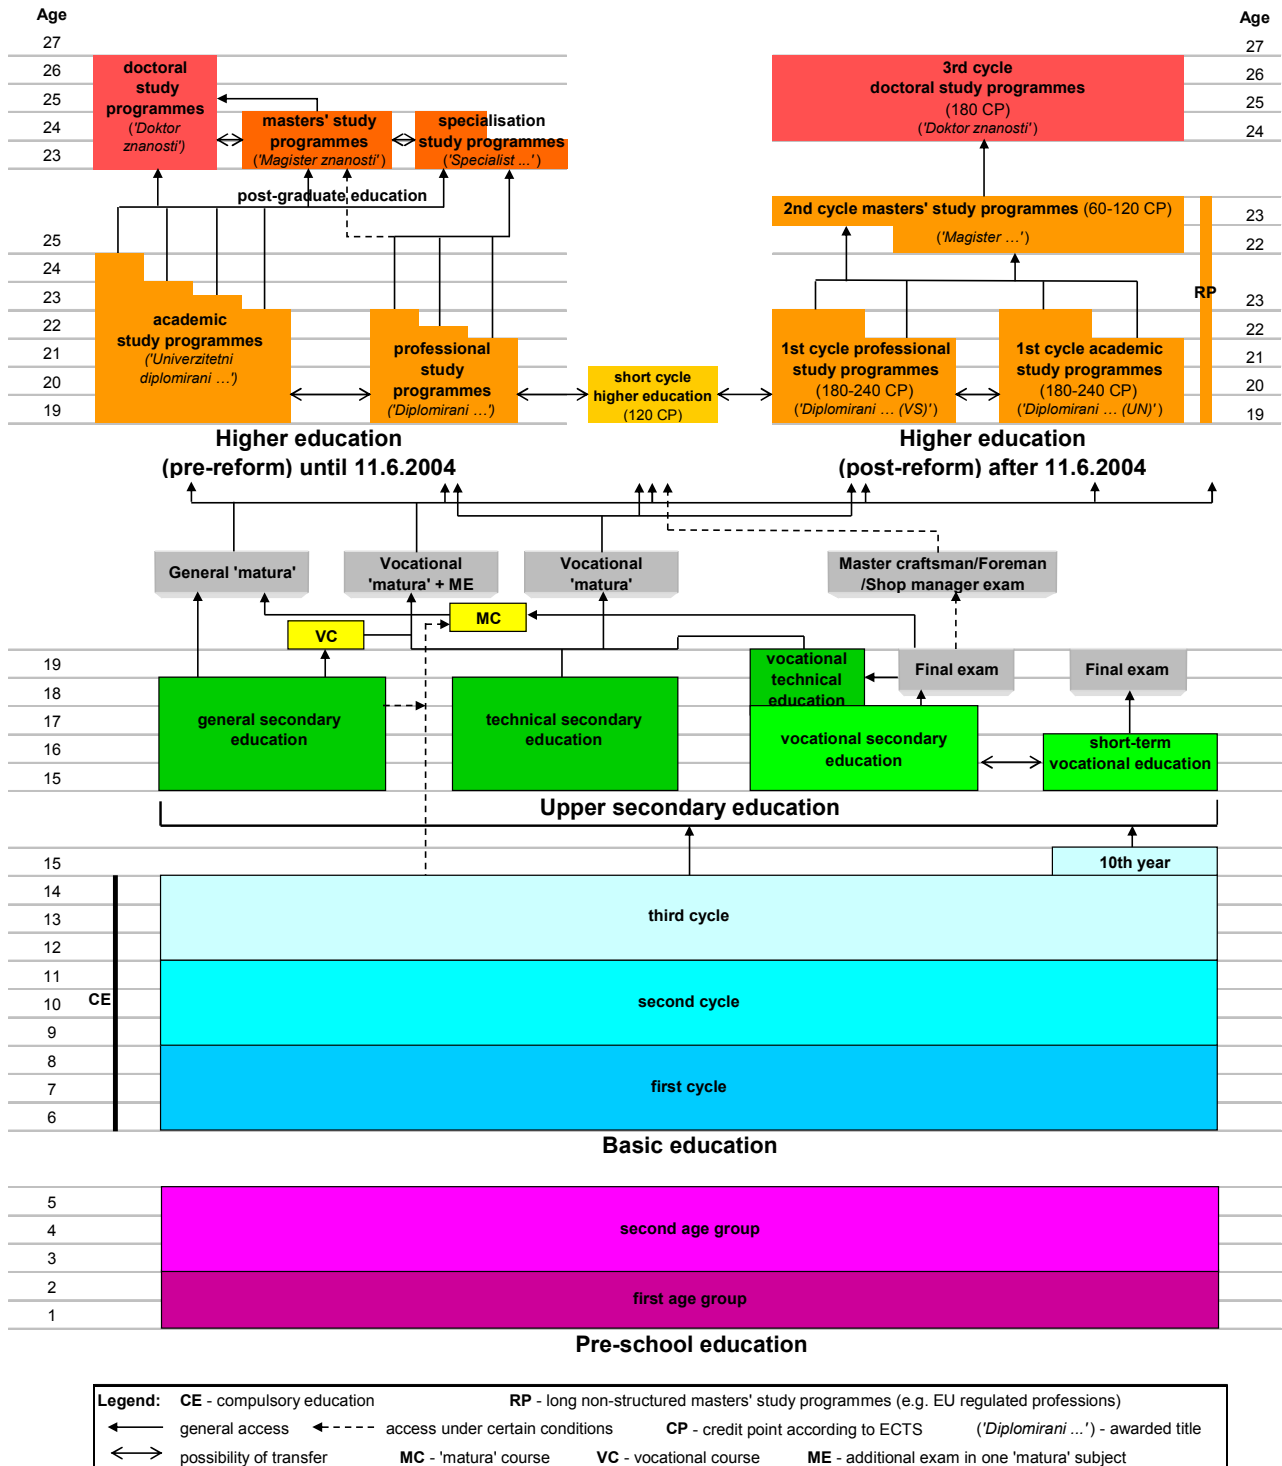 Age
Age
27
26
25
24
23
doctoral
study
programmes
('Doktor
znanosti')
masters' study
programmes
('Magister znanosti')
specialisation
study programmes
('Specialist ...')
post-graduate education
27
26
25
24
3rd cycle
doctoral study programmes
(180 CP)
('Doktor znanosti')
2nd cycle masters' study programmes (60-120 CP)
('Magister ...')
23
22
RP
25
24
23
22
21
20
19
academic
study programmes
('Univerzitetni
diplomirani ...')
professional
study
programmes
('Diplomirani ...')
short cycle
higher education
(120 CP)
1st cycle professional
study programmes
(180-240 CP)
('Diplomirani ... (VS)')
1st cycle academic
study programmes
(180-240 CP)
('Diplomirani ... (UN)')
23
22
21
20
19
Higher education
(pre-reform) until 11.6.2004
Higher education
(post-reform) after 11.6.2004
General 'matura'
Vocational
'matura' + ME
Vocational
'matura'
Master craftsman/Foreman
/Shop manager exam
VC
MC
19
18
17
16
15
general secondary
education
technical secondary
education
vocational
technical
education
vocational secondary
education
Final exam
Final exam
short-term
vocational education
Upper secondary education
15
14
13
12
11
10
9
8
7
6
CE
10th year
third cycle
second cycle
first cycle
Basic education
5
4
3
2
1
second age group
first age group
Pre-school education
Legend: CE - compulsory education RP - long non-structured masters' study programmes (e.g. EU regulated professions)
general access access under certain conditions CP - credit point according to ECTS ('Diplomirani ...') - awarded title
possibility of transfer MC - 'matura' course VC - vocational course ME - additional exam in one 'matura' subject